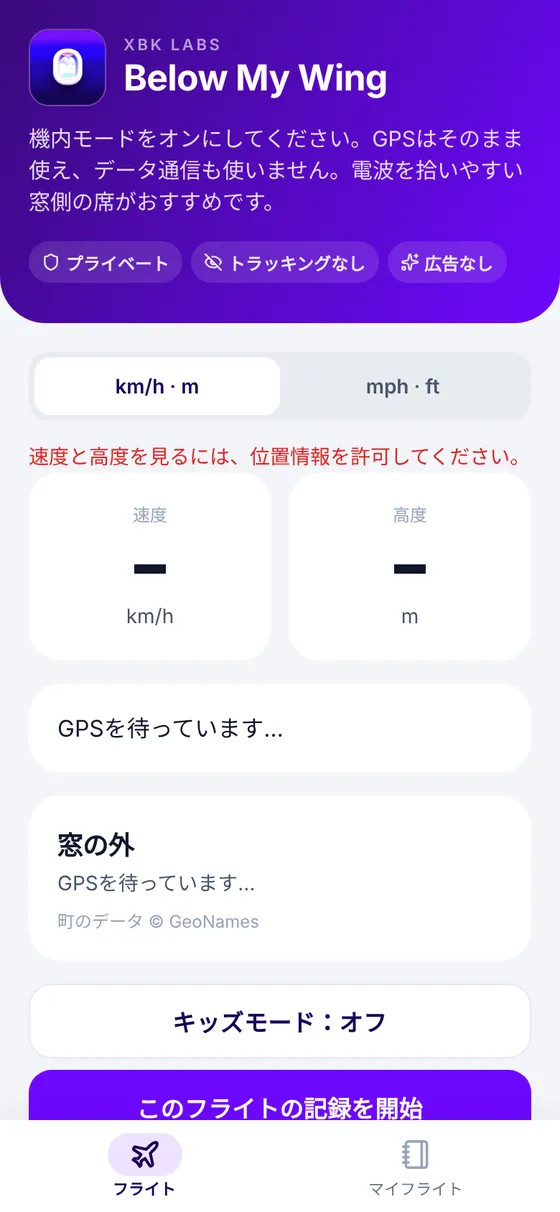 XBK LABS
Below My Wing
機内モードをオンにしてください。GPSはそのまま
使え、データ通信も使いません。電波を拾いやすい
窓側の席がおすすめです。
プライベート
トラッキングなし
広告なし
km/h · m
mph · ft
速度と高度を見るには、位置情報を許可してください。
速度
高度
–
–
km/h
m
GPSを待っています…
窓の外
GPSを待っています…
町のデータ © GeoNames
キッズモード：オフ
このフライトの記録を開始
フライト
マイフライト